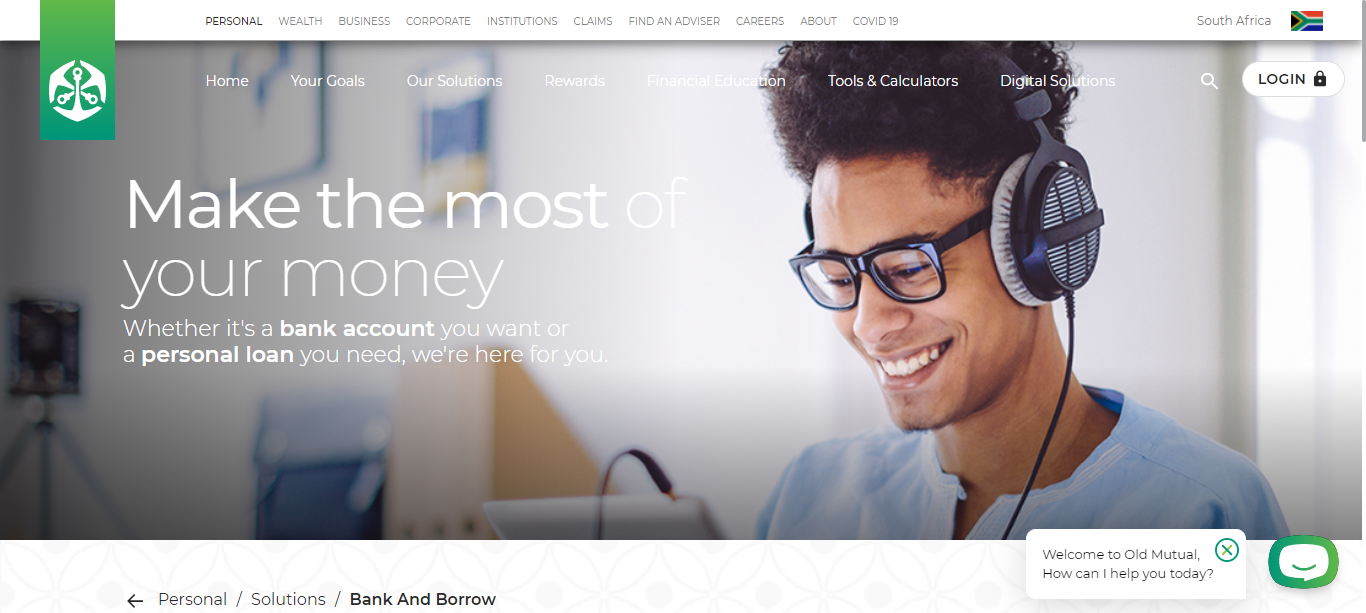 PERSONAL WEALTH BUSINESS CORPORATE INSTITUTIONS CLAIMS FIND AN ADVISER CAREERS ABOUT COVID 19 South Africa
Home Your Goals Our Solutions Rewards Financial Education Tools & Calculators Digital Solutions LOGIN
Make the most of
your money
Whether it's a bank account you want or
a personal loan you need, we're here for you.
Welcome to Old Mutual,
How can I help you today?
Personal / Solutions / Bank And Borrow